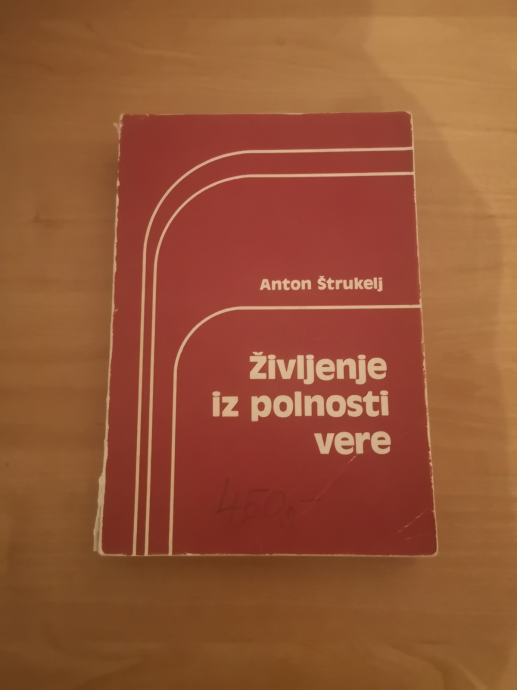 Anton Štrukelj
Življenje
iz polnosti
vere
450,-